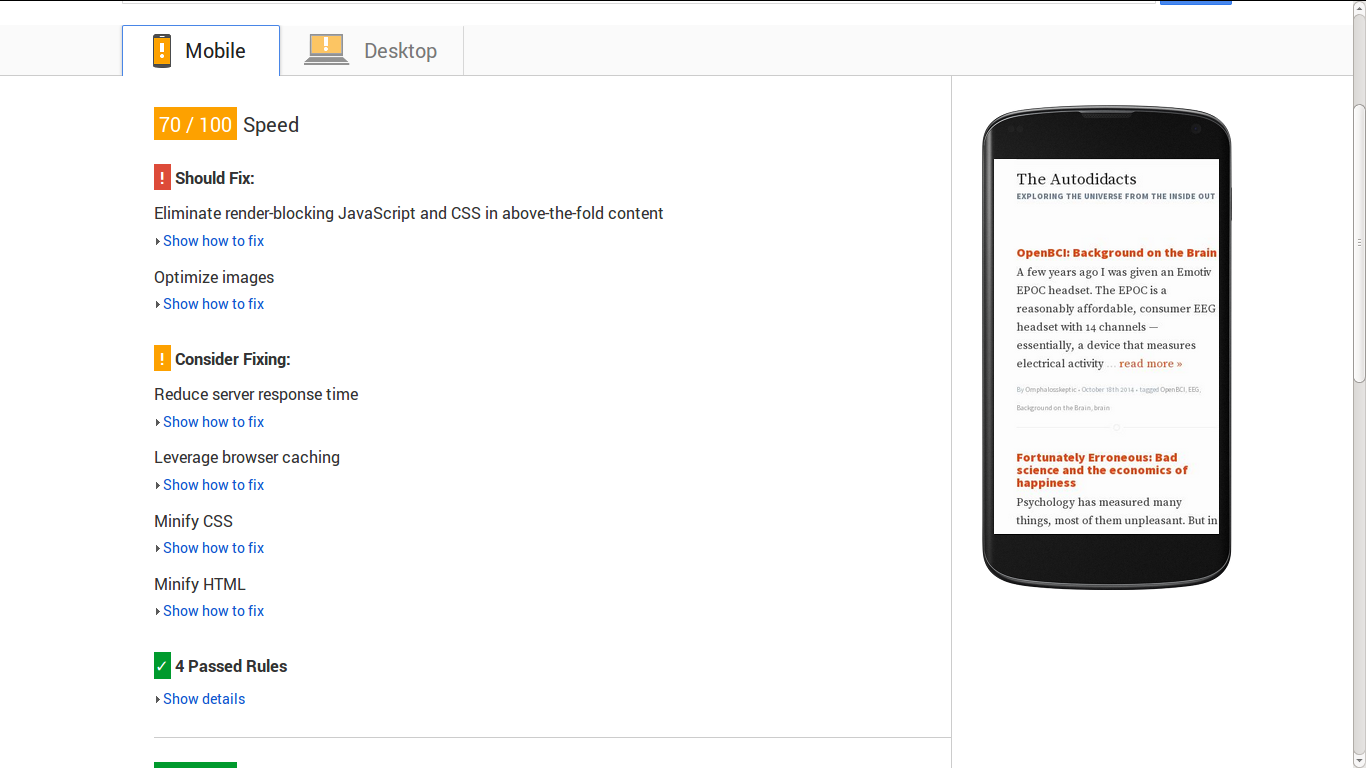 Mobile
Desktop
70 / 100 Speed
! Should Fix:
Eliminate render-blocking JavaScript and CSS in above-the-fold content
Show how to fix
Optimize images
Show how to fix
! Consider Fixing:
Reduce server response time
Show how to fix
Leverage browser caching
Show how to fix
Minify CSS
Show how to fix
Minify HTML
Show how to fix
✓ 4 Passed Rules
Show details
The Autodidacts
EXPLORING THE UNIVERSE FROM THE INSIDE OUT
OpenBCI: Background on the Brain
A few years ago I was given an Emotiv
EPOC headset. The EPOC is a
reasonably affordable, consumer EEG
headset with 14 channels —
essentially, a device that measures
electrical activity ... read more »
By Omphalosskeptic • October 18th 2014 • tagged OpenBCI, EEG,
Background on the Brain, brain
Fortunately Erroneous: Bad
science and the economics of
happiness
Psychology has measured many
things, most of them unpleasant. But in